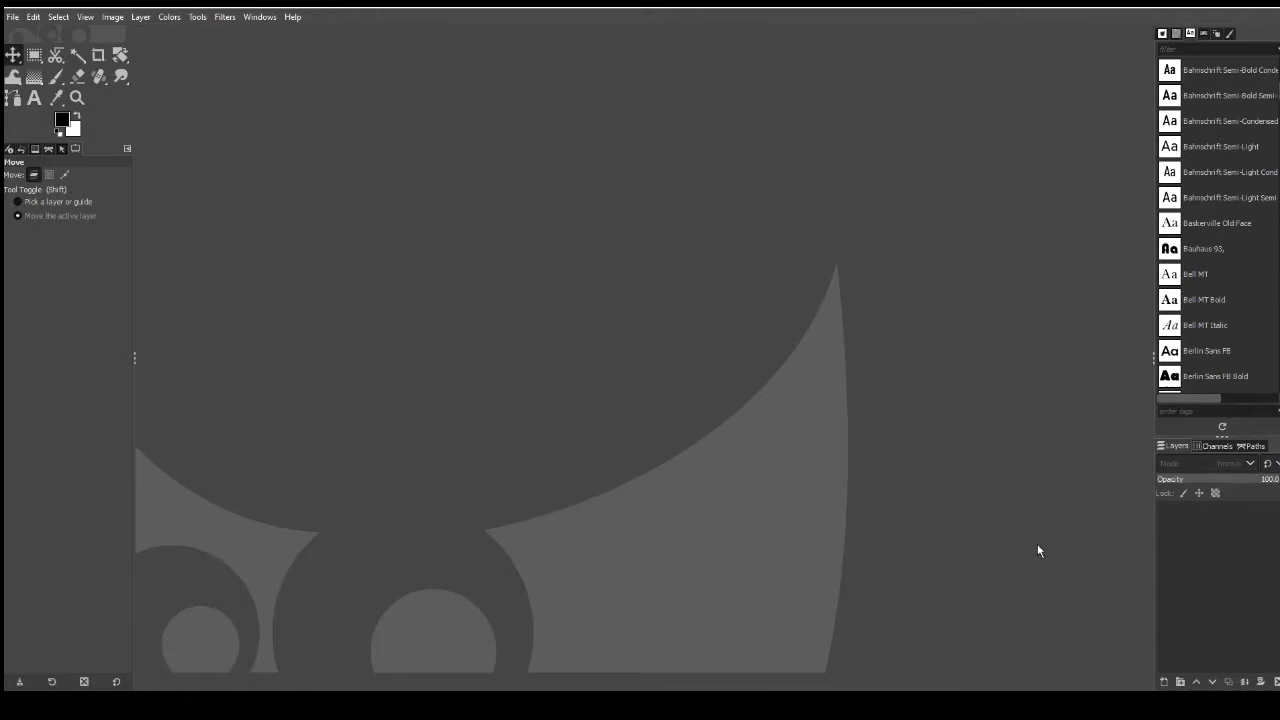 File Edit Select View Image Layer Colors Tools Filters Windows Help
A
Move
Move:
Tool Toggle (Shift)
Pick a layer or guide
Move the active layer
Aa
filter
Aa Bahnschrift Semi-Bold Conde
Aa Bahnschrift Semi-Bold Semi-
Aa Bahnschrift Semi-Condensed
Aa Bahnschrift Semi-Light
Aa Bahnschrift Semi-Light Cond
Aa Bahnschrift Semi-Light Semi
Aa Baskerville Old Face
Aa Bauhaus 93,
Aa Bell MT
Aa Bell MT Bold
Aa Bell MT Italic
Aa Berlin Sans FB
Aa Berlin Sans FB Bold
enter tags
Layers Channels Paths
Mode Normal
Opacity 100.0
Lock: